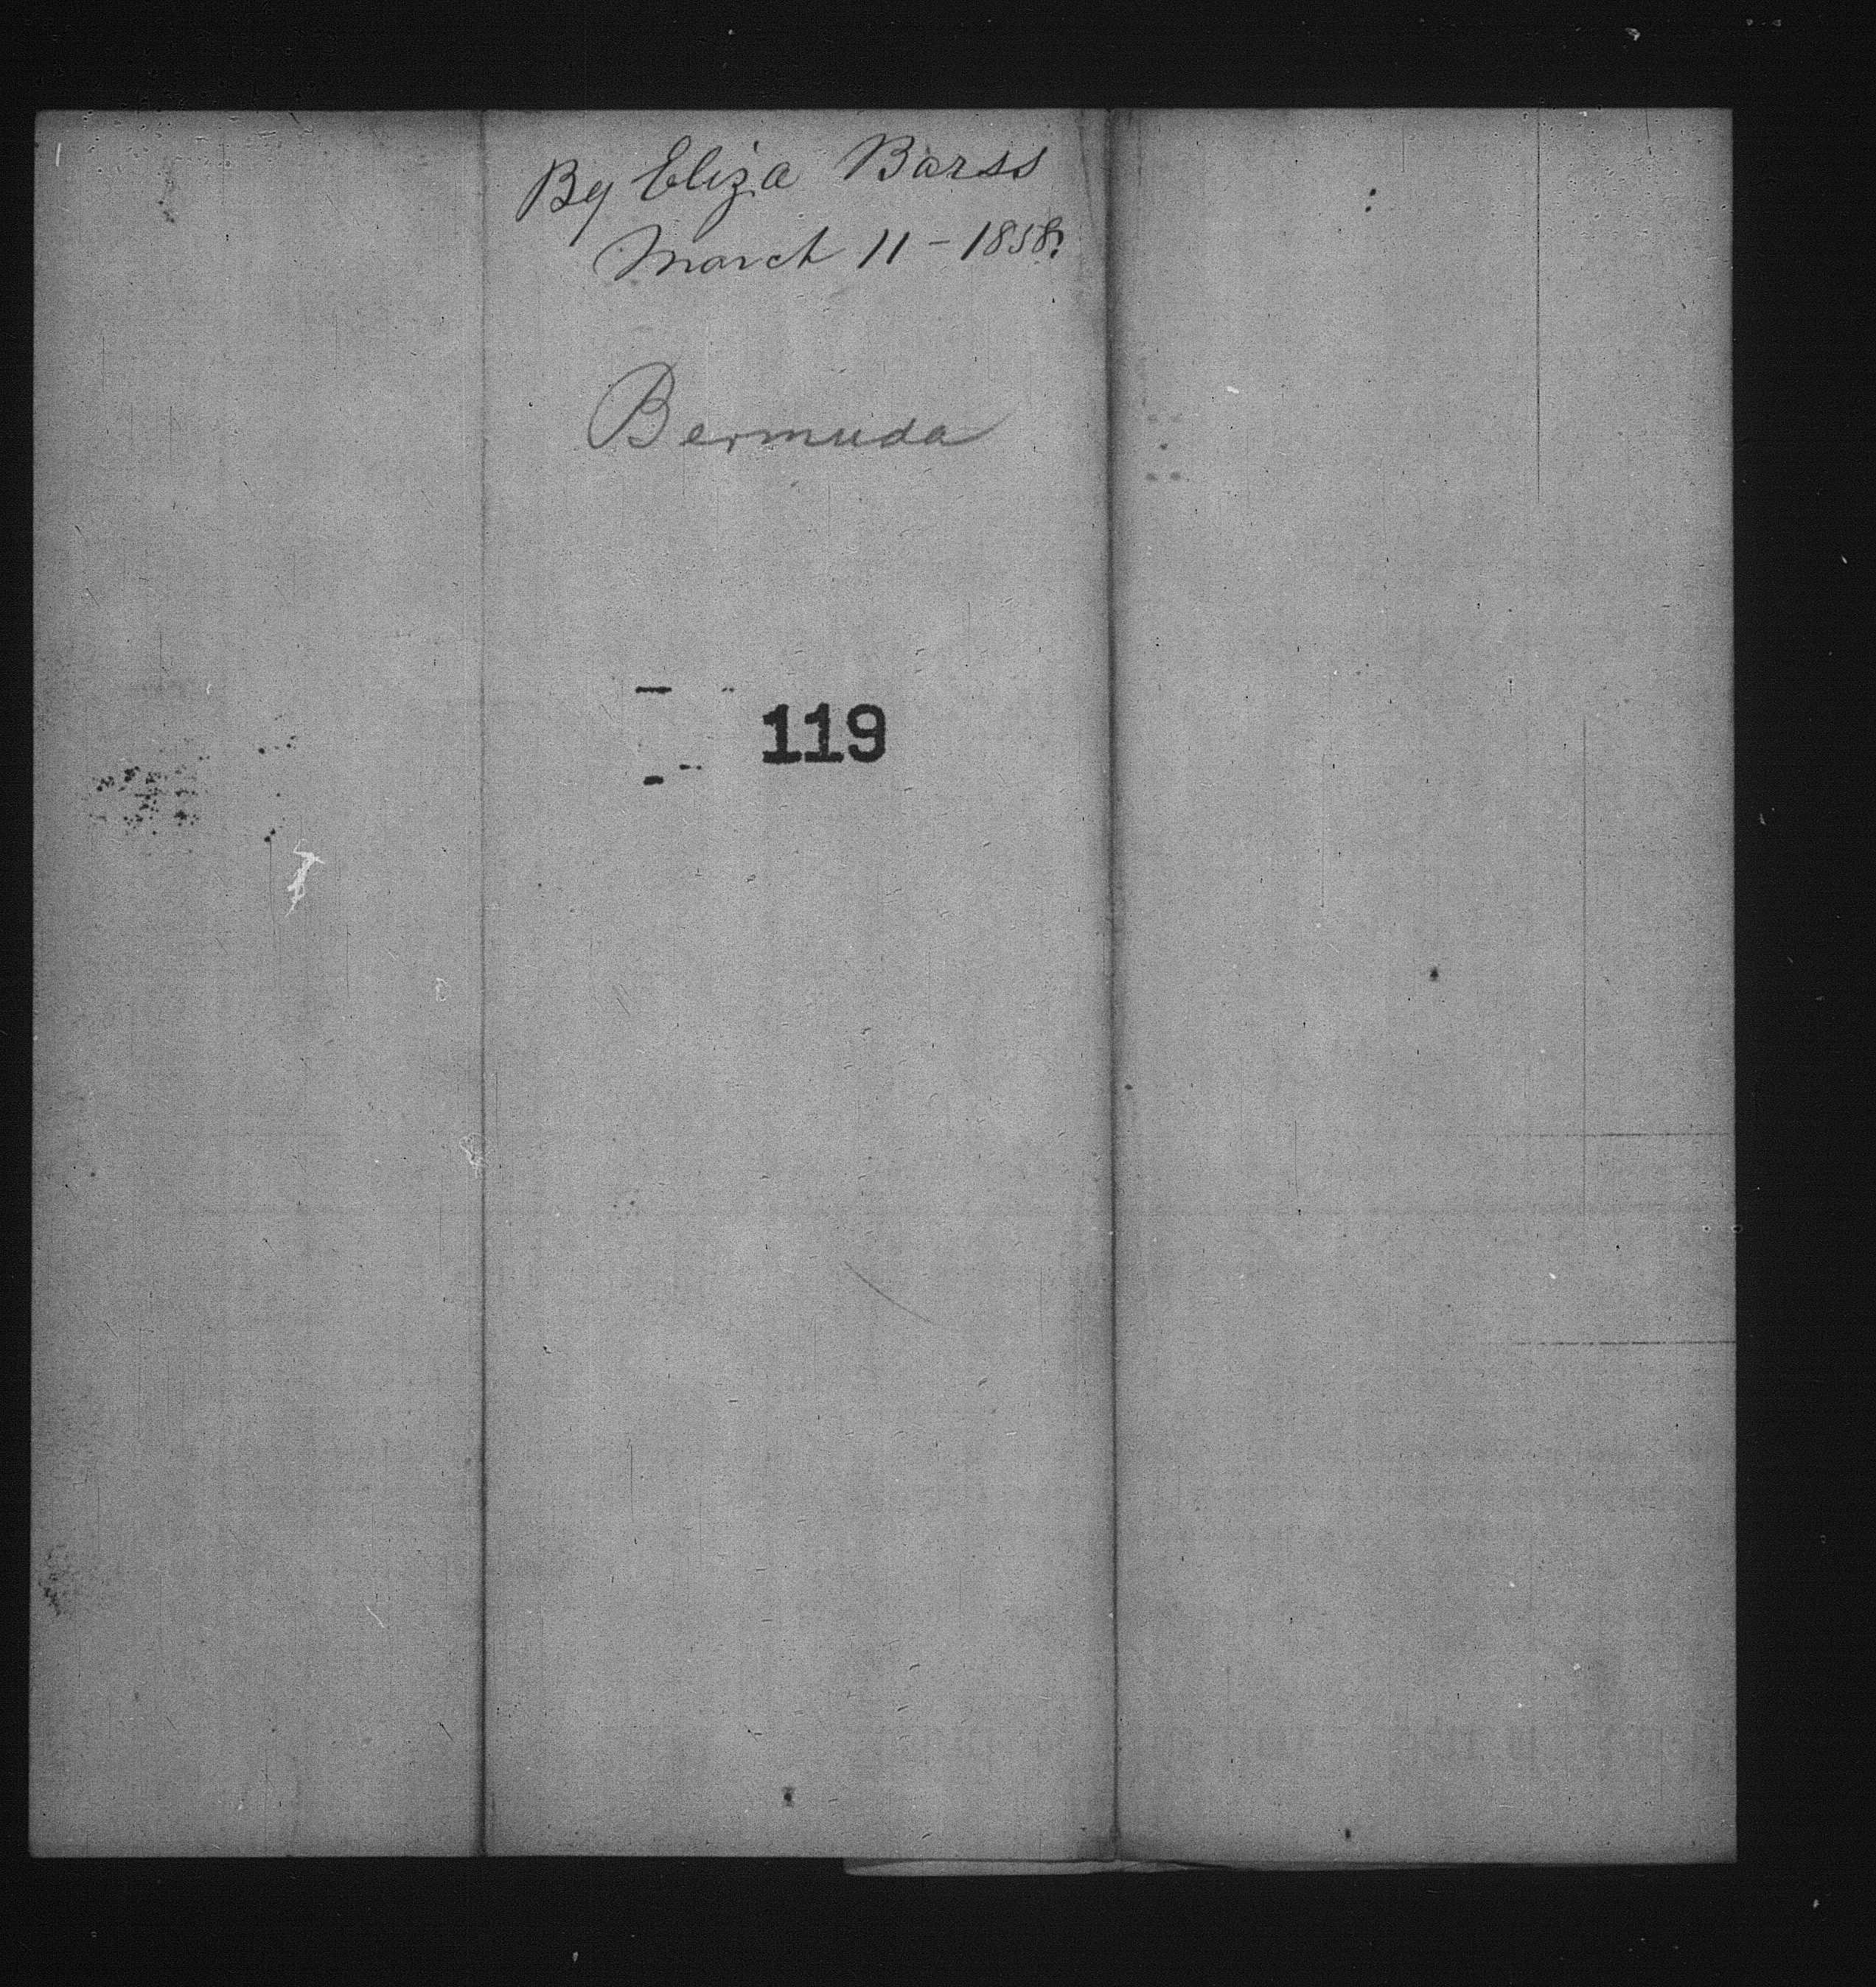 By Eliza Barss
March 11 - 1858?
Bermuda
119